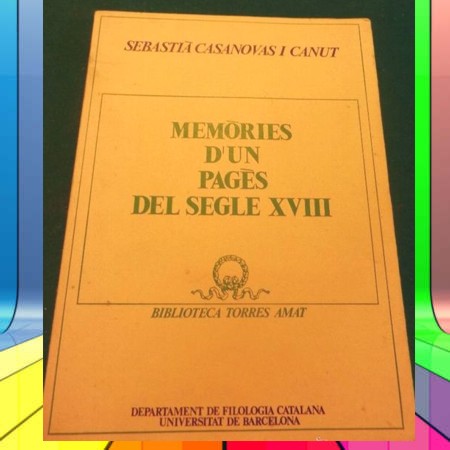 SEBASTIÀ CASANOVAS I CANUT
MEMÒRIES
D'UN
PAGÈS
DEL SEGLE XVIII
BIBLIOTECA TORRES AMAT
DEPARTAMENT DE FILOLOGIA CATALANA
UNIVERSITAT DE BARCELONA